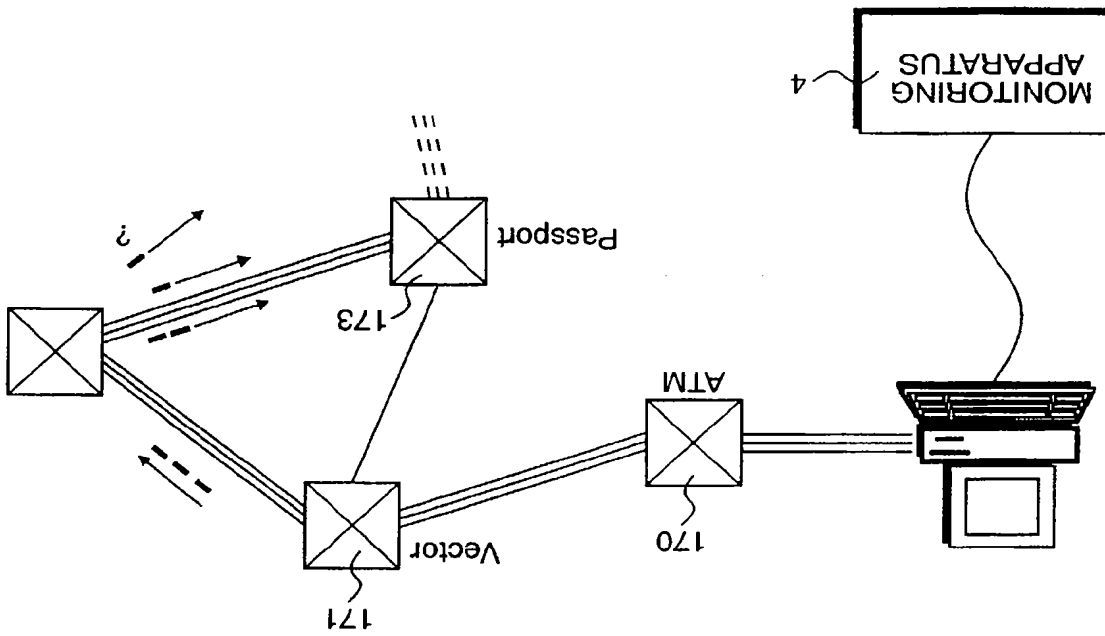 171
Vector
170
ATM
173
Passport
?
MONITORING
APPARATUS
4